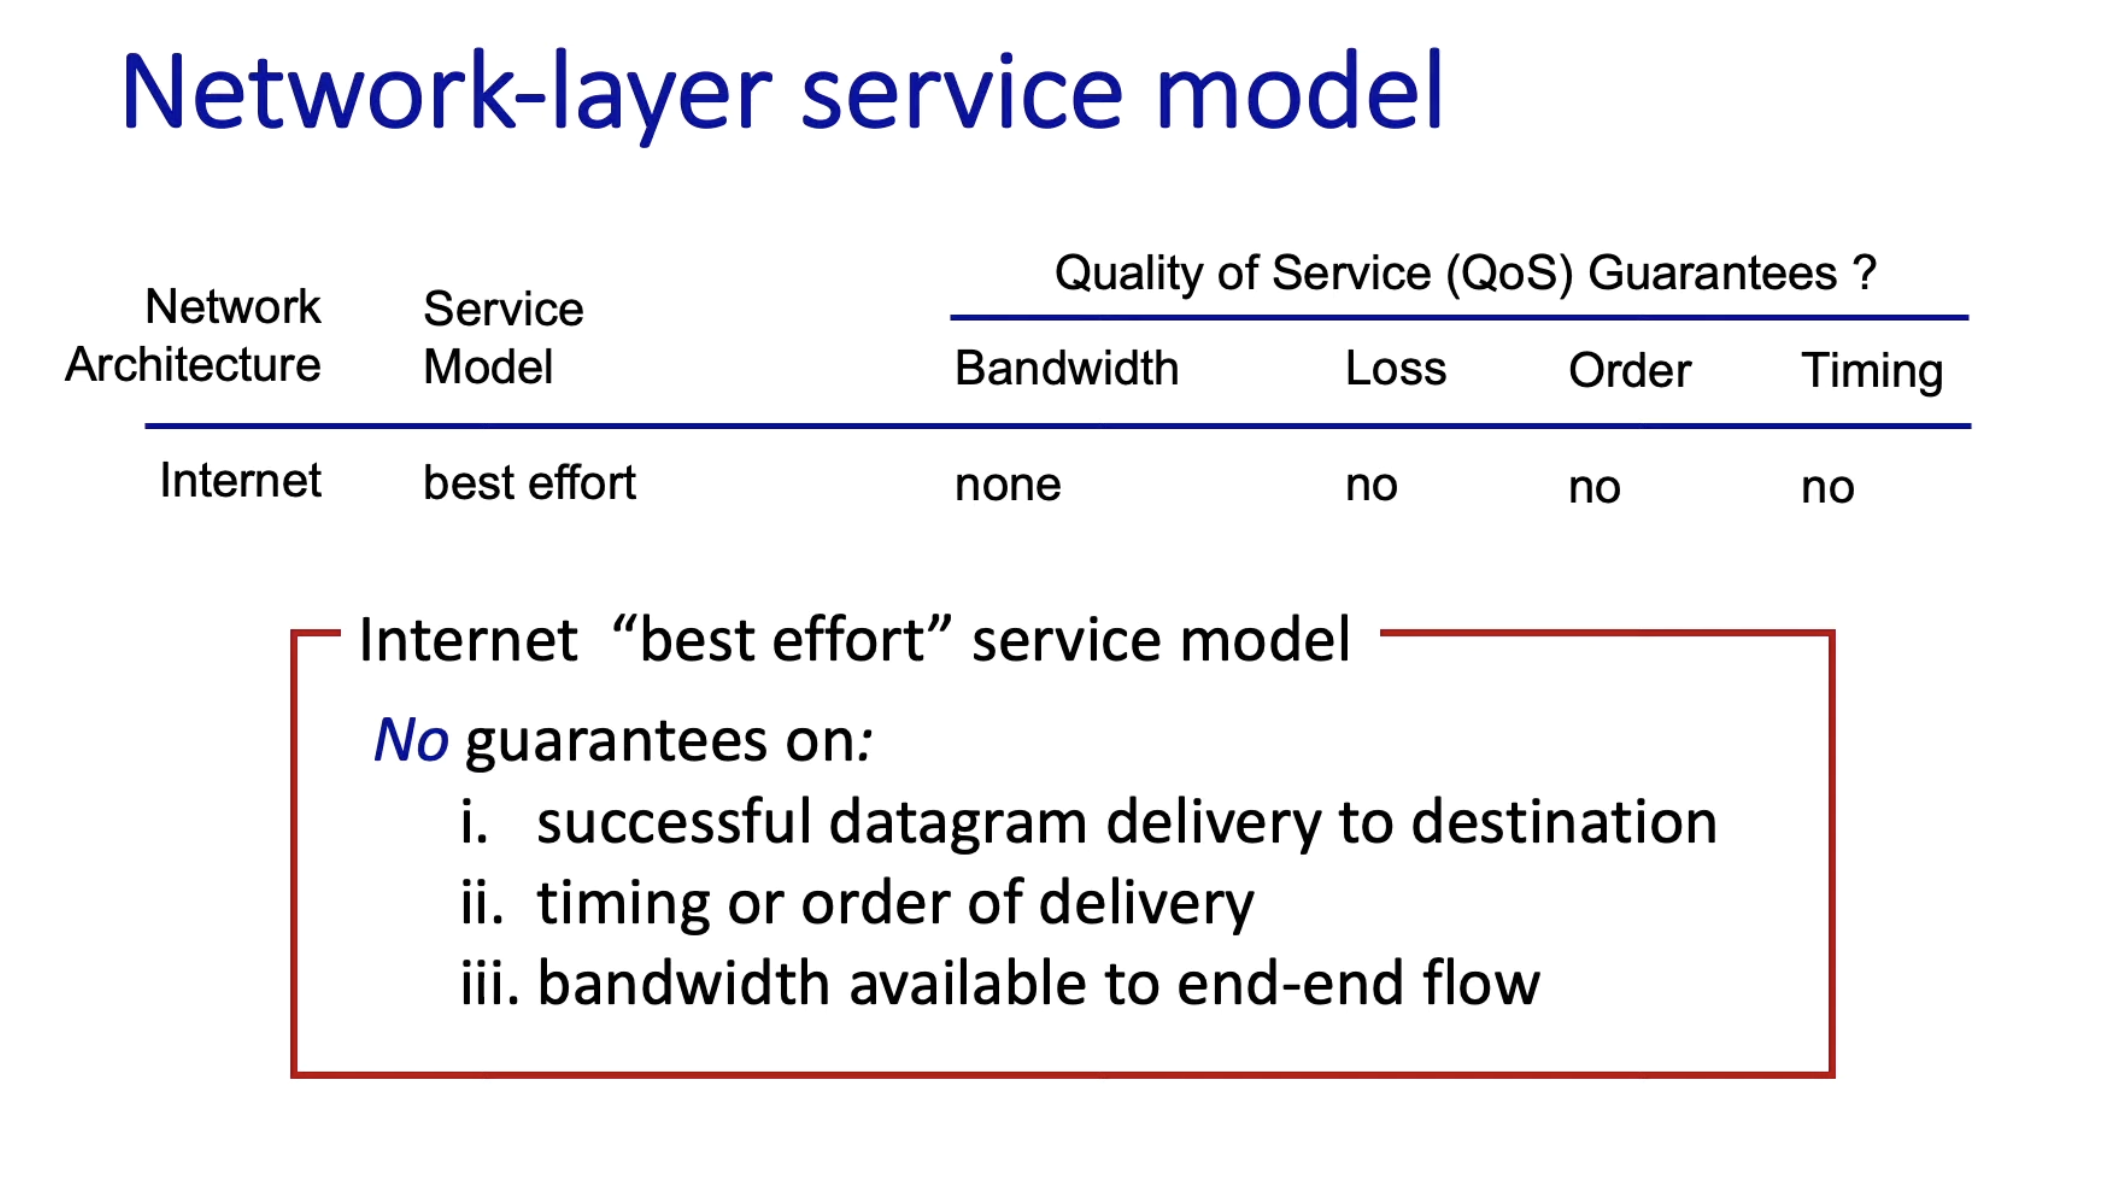 Network-layer service model
Quality of Service (QoS) Guarantees ?
Network Architecture
Service Model
Bandwidth Loss Order Timing
Internet best effort none no no no
Internet “best effort” service model
No guarantees on:
i. successful datagram delivery to destination
ii. timing or order of delivery
iii. bandwidth available to end-end flow